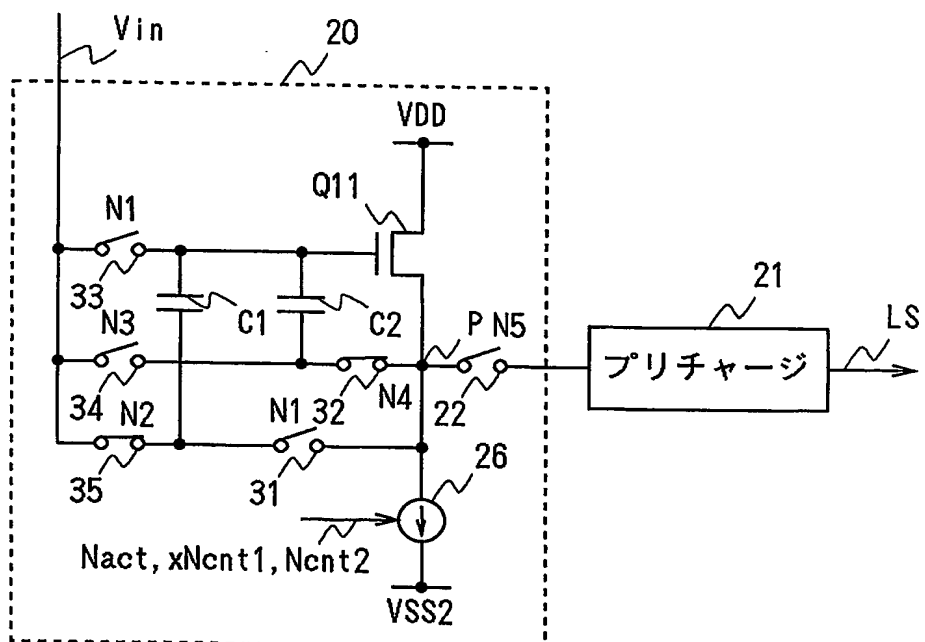 Vin
20
VDD
Q11
N1
33
C1
C2
P
N5
21
LS
N3
34
32
N4
22
プリチャージ
N2
35
N1
31
26
Nact, xNcnt1, Ncnt2
VSS2